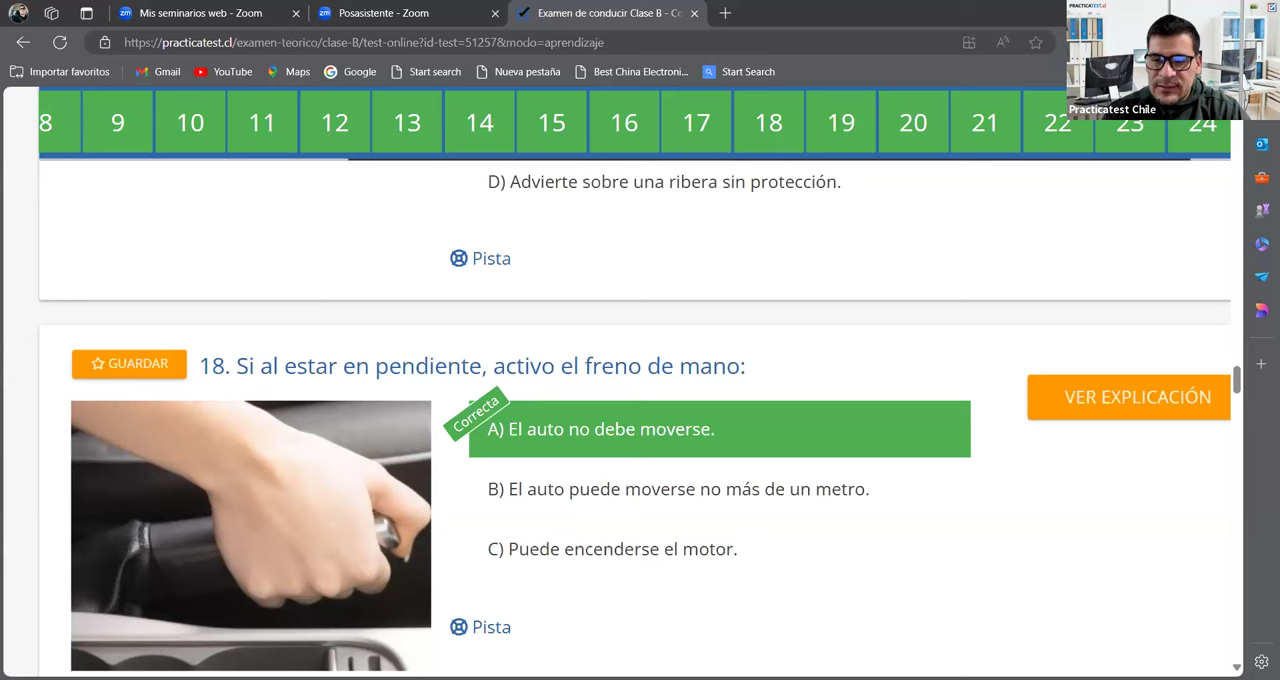 Mis seminarios web - Zoom
Posasistente - Zoom
Examen de conducir Clase B - Co
https://practicatest.cl/examen-teorico/clase-B/test-online?id-test=51257&modo=aprendizaje
Importar favoritos
Gmail
YouTube
Maps
Google
Start search
Nueva pestaña
Best China Electroni...
Start Search
PRACTICATEST.cl
Practicatest Chile
8 9 10 11 12 13 14 15 16 17 18 19 20 21 22 23 24
D) Advierte sobre una ribera sin protección.
Pista
GUARDAR
18. Si al estar en pendiente, activo el freno de mano:
VER EXPLICACIÓN
Correcta
A) El auto no debe moverse.
B) El auto puede moverse no más de un metro.
C) Puede encenderse el motor.
Pista